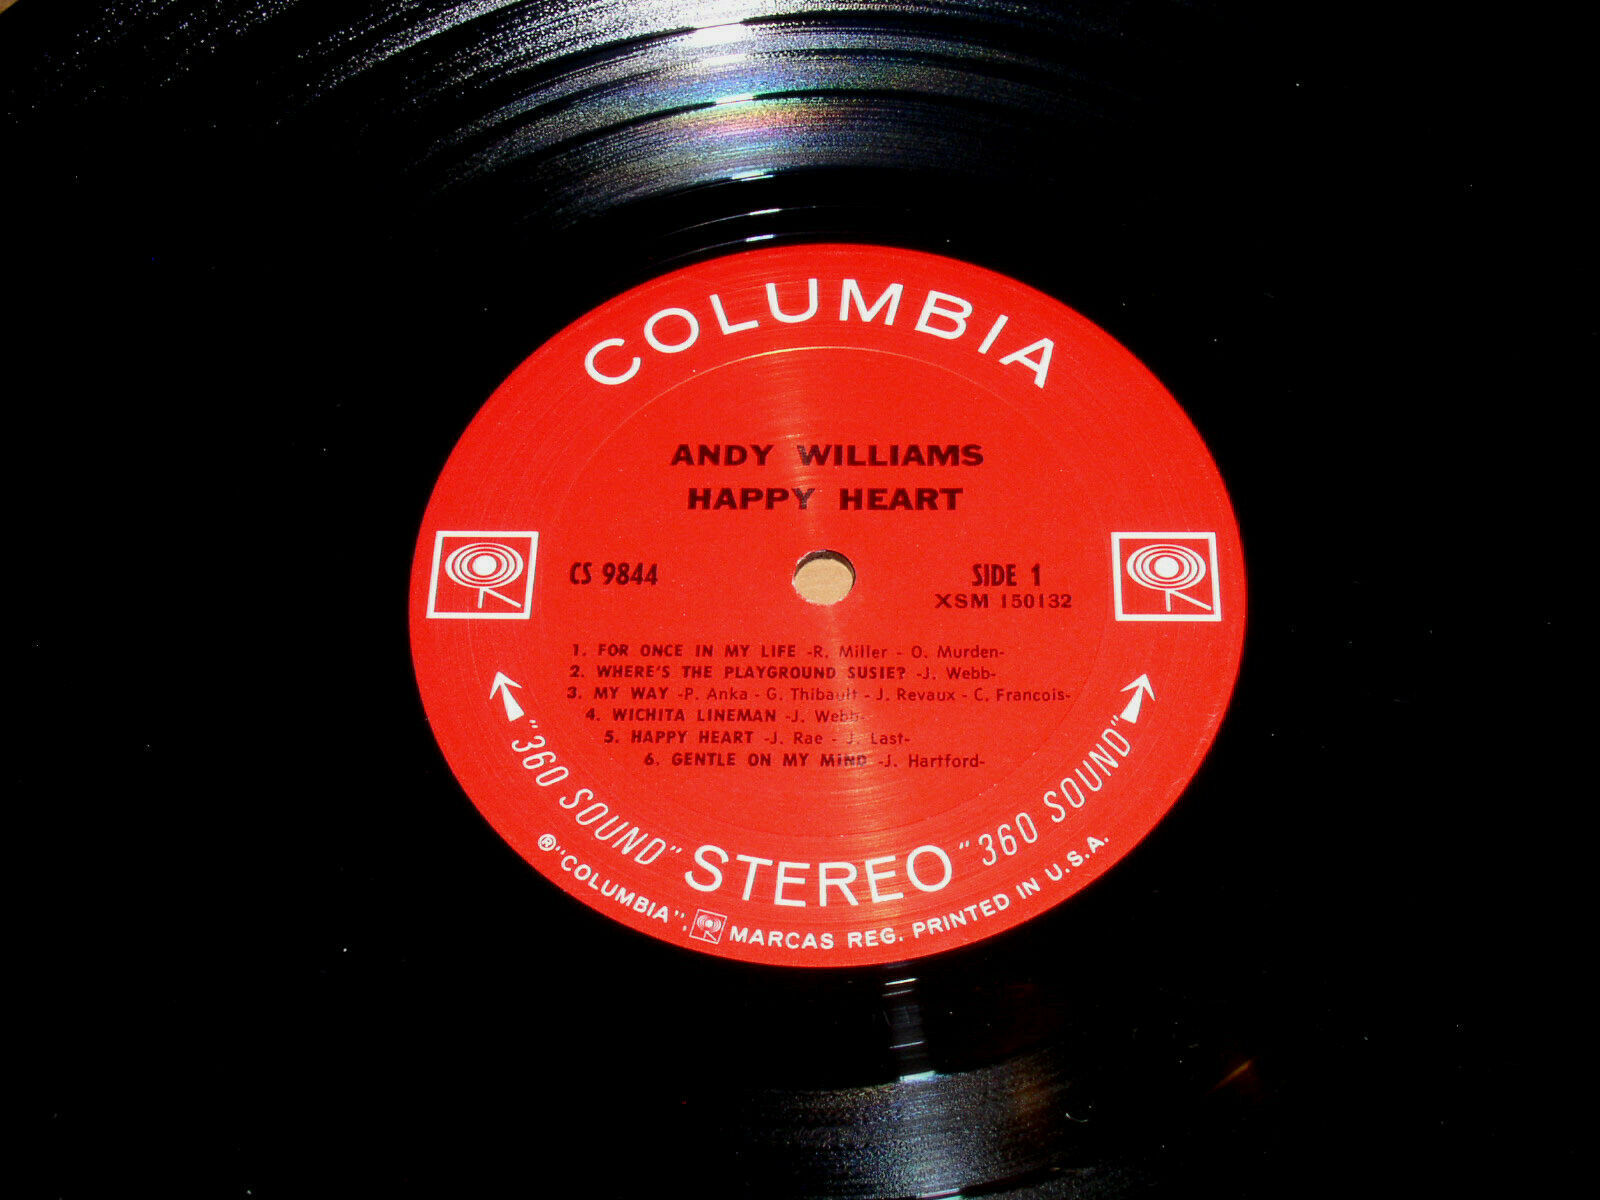 COLUMBIA
ANDY WILLIAMS
HAPPY HEART
CS 9844
SIDE 1
XSM 150132
1. FOR ONCE IN MY LIFE -R. Miller - O. Murden-
2. WHERE'S THE PLAYGROUND SUSIE? -J. Webb-
3. MY WAY -P. Anka - G. Thibault - J. Revaux - C. Francois-
4. WICHITA LINEMAN -J. Webb-
5. HAPPY HEART -J. Rae - J. Last-
6. GENTLE ON MY MIND -J. Hartford-
"360 SOUND" STEREO "360 SOUND"
® "COLUMBIA", MARCAS REG. PRINTED IN U.S.A.